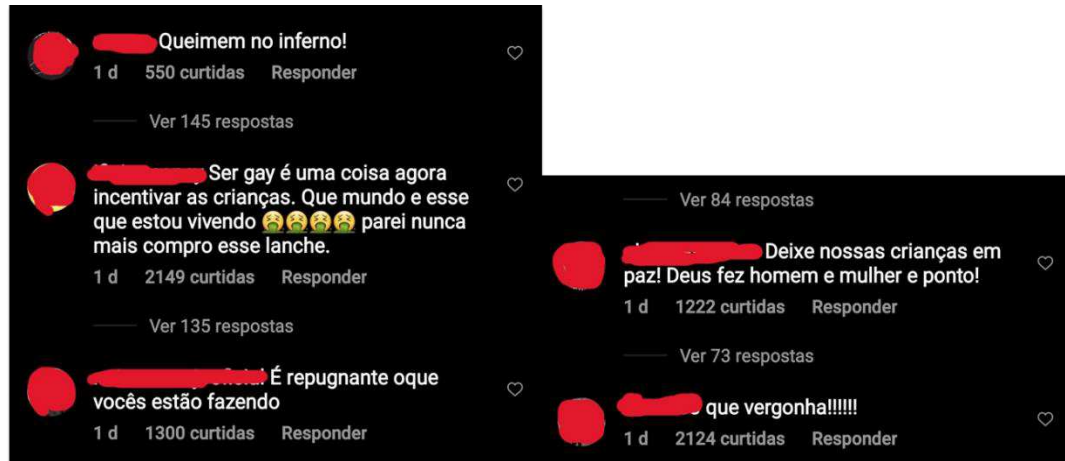 Queimem no inferno!
1 d 550 curtidas Responder
Ver 145 respostas
Ser gay é uma coisa agora
incentivar as crianças. Que mundo e esse
que estou vivendo 🤮🤮🤮🤮 parei nunca
mais compro esse lanche.
1 d 2149 curtidas Responder
Ver 135 respostas
É repugnante oque
vocês estão fazendo
1 d 1300 curtidas Responder
Ver 84 respostas
Deixe nossas crianças em
paz! Deus fez homem e mulher e ponto!
1 d 1222 curtidas Responder
Ver 73 respostas
que vergonha!!!!!!
1 d 2124 curtidas Responder